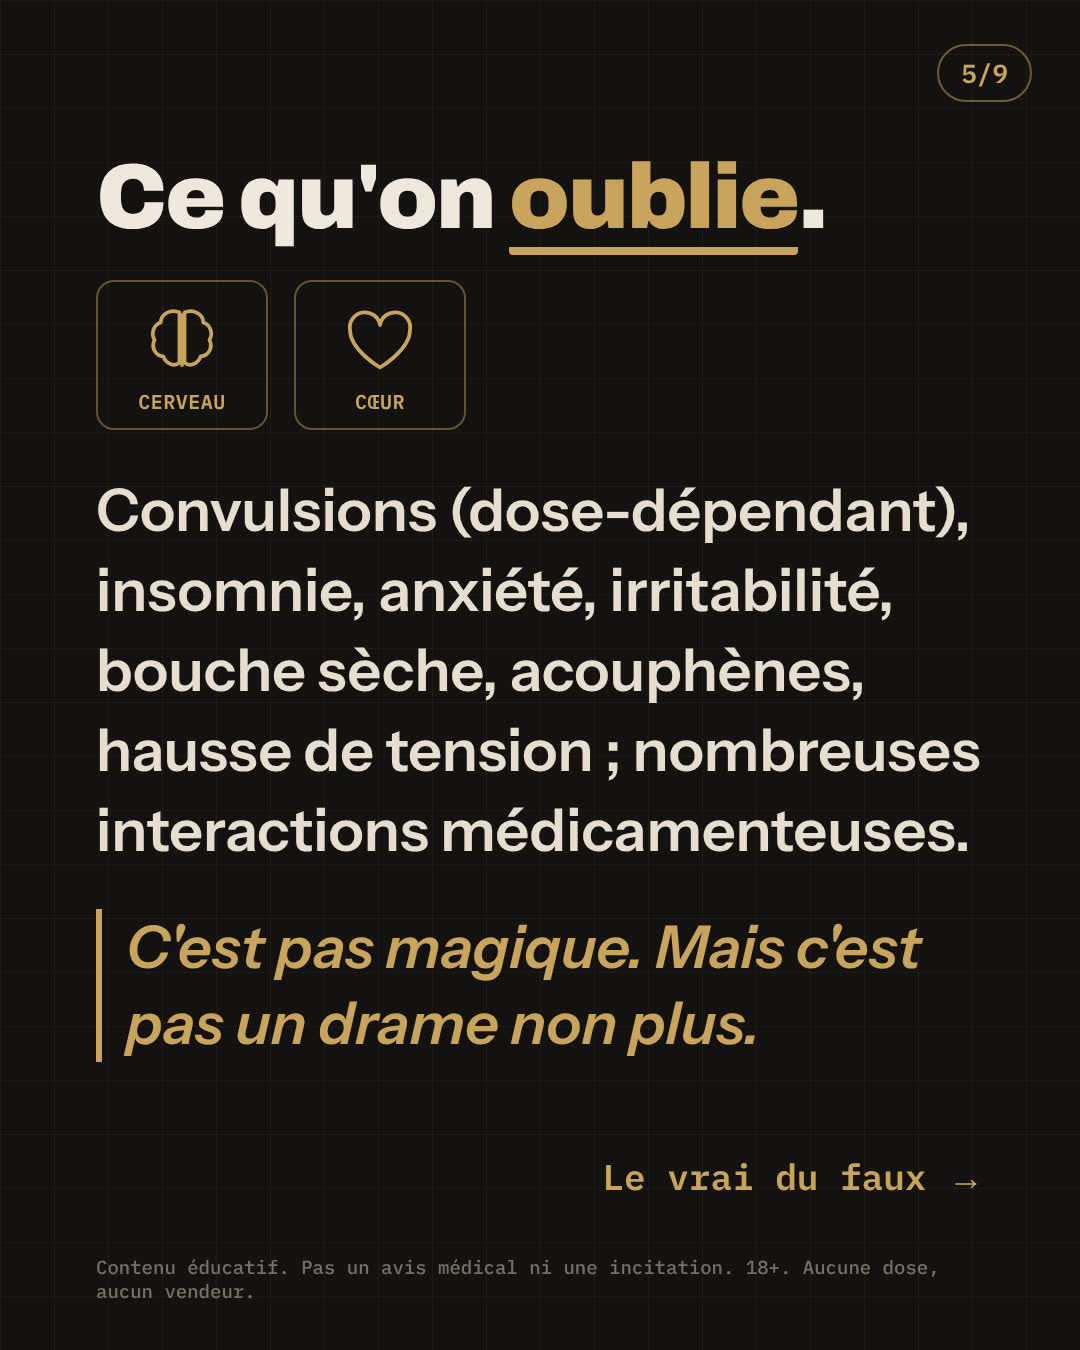 5/9
Ce qu'on oublie.
CERVEAU
CŒUR
Convulsions (dose-dépendant),
insomnie, anxiété, irritabilité,
bouche sèche, acouphènes,
hausse de tension ; nombreuses
interactions médicamenteuses.
C'est pas magique. Mais c'est
pas un drame non plus.
Le vrai du faux →
Contenu éducatif. Pas un avis médical ni une incitation. 18+. Aucune dose,
aucun vendeur.